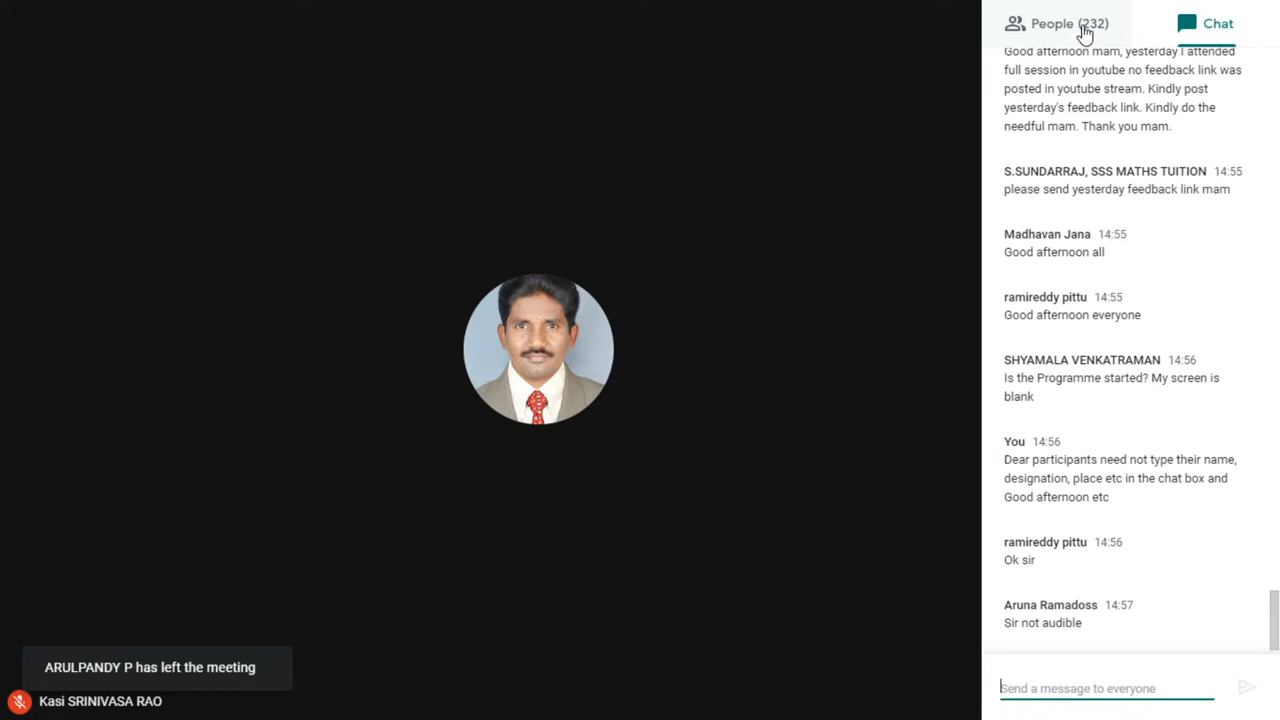 People (232)
Chat
Good afternoon mam, yesterday I attended
full session in youtube no feedback link was
posted in youtube stream. Kindly post
yesterday's feedback link. Kindly do the
needful mam. Thank you mam.
S.SUNDARRAJ, SSS MATHS TUITION 14:55
please send yesterday feedback link mam
Madhavan Jana 14:55
Good afternoon all
ramireddy pittu 14:55
Good afternoon everyone
SHYAMALA VENKATRAMAN 14:56
Is the Programme started? My screen is
blank
You 14:56
Dear participants need not type their name,
designation, place etc in the chat box and
Good afternoon etc
ramireddy pittu 14:56
Ok sir
Aruna Ramadoss 14:57
Sir not audible
Send a message to everyone
ARULPANDY P has left the meeting
Kasi SRINIVASA RAO